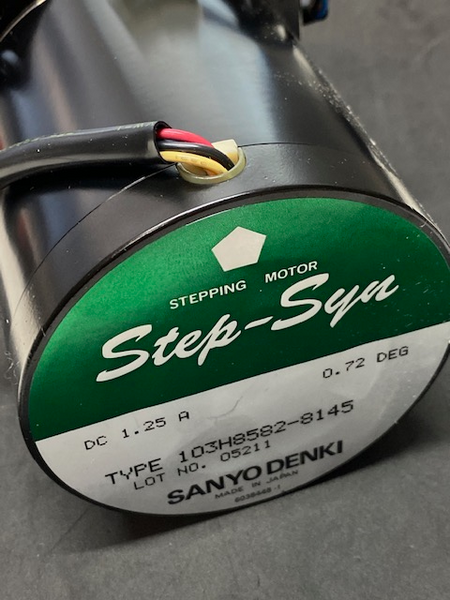 STEPPING MOTOR
Step-Syn
DC 1.25 A 0.72 DEG
TYPE 103H8582-8145
LOT NO. 05211
SANYO DENKI
MADE IN JAPAN